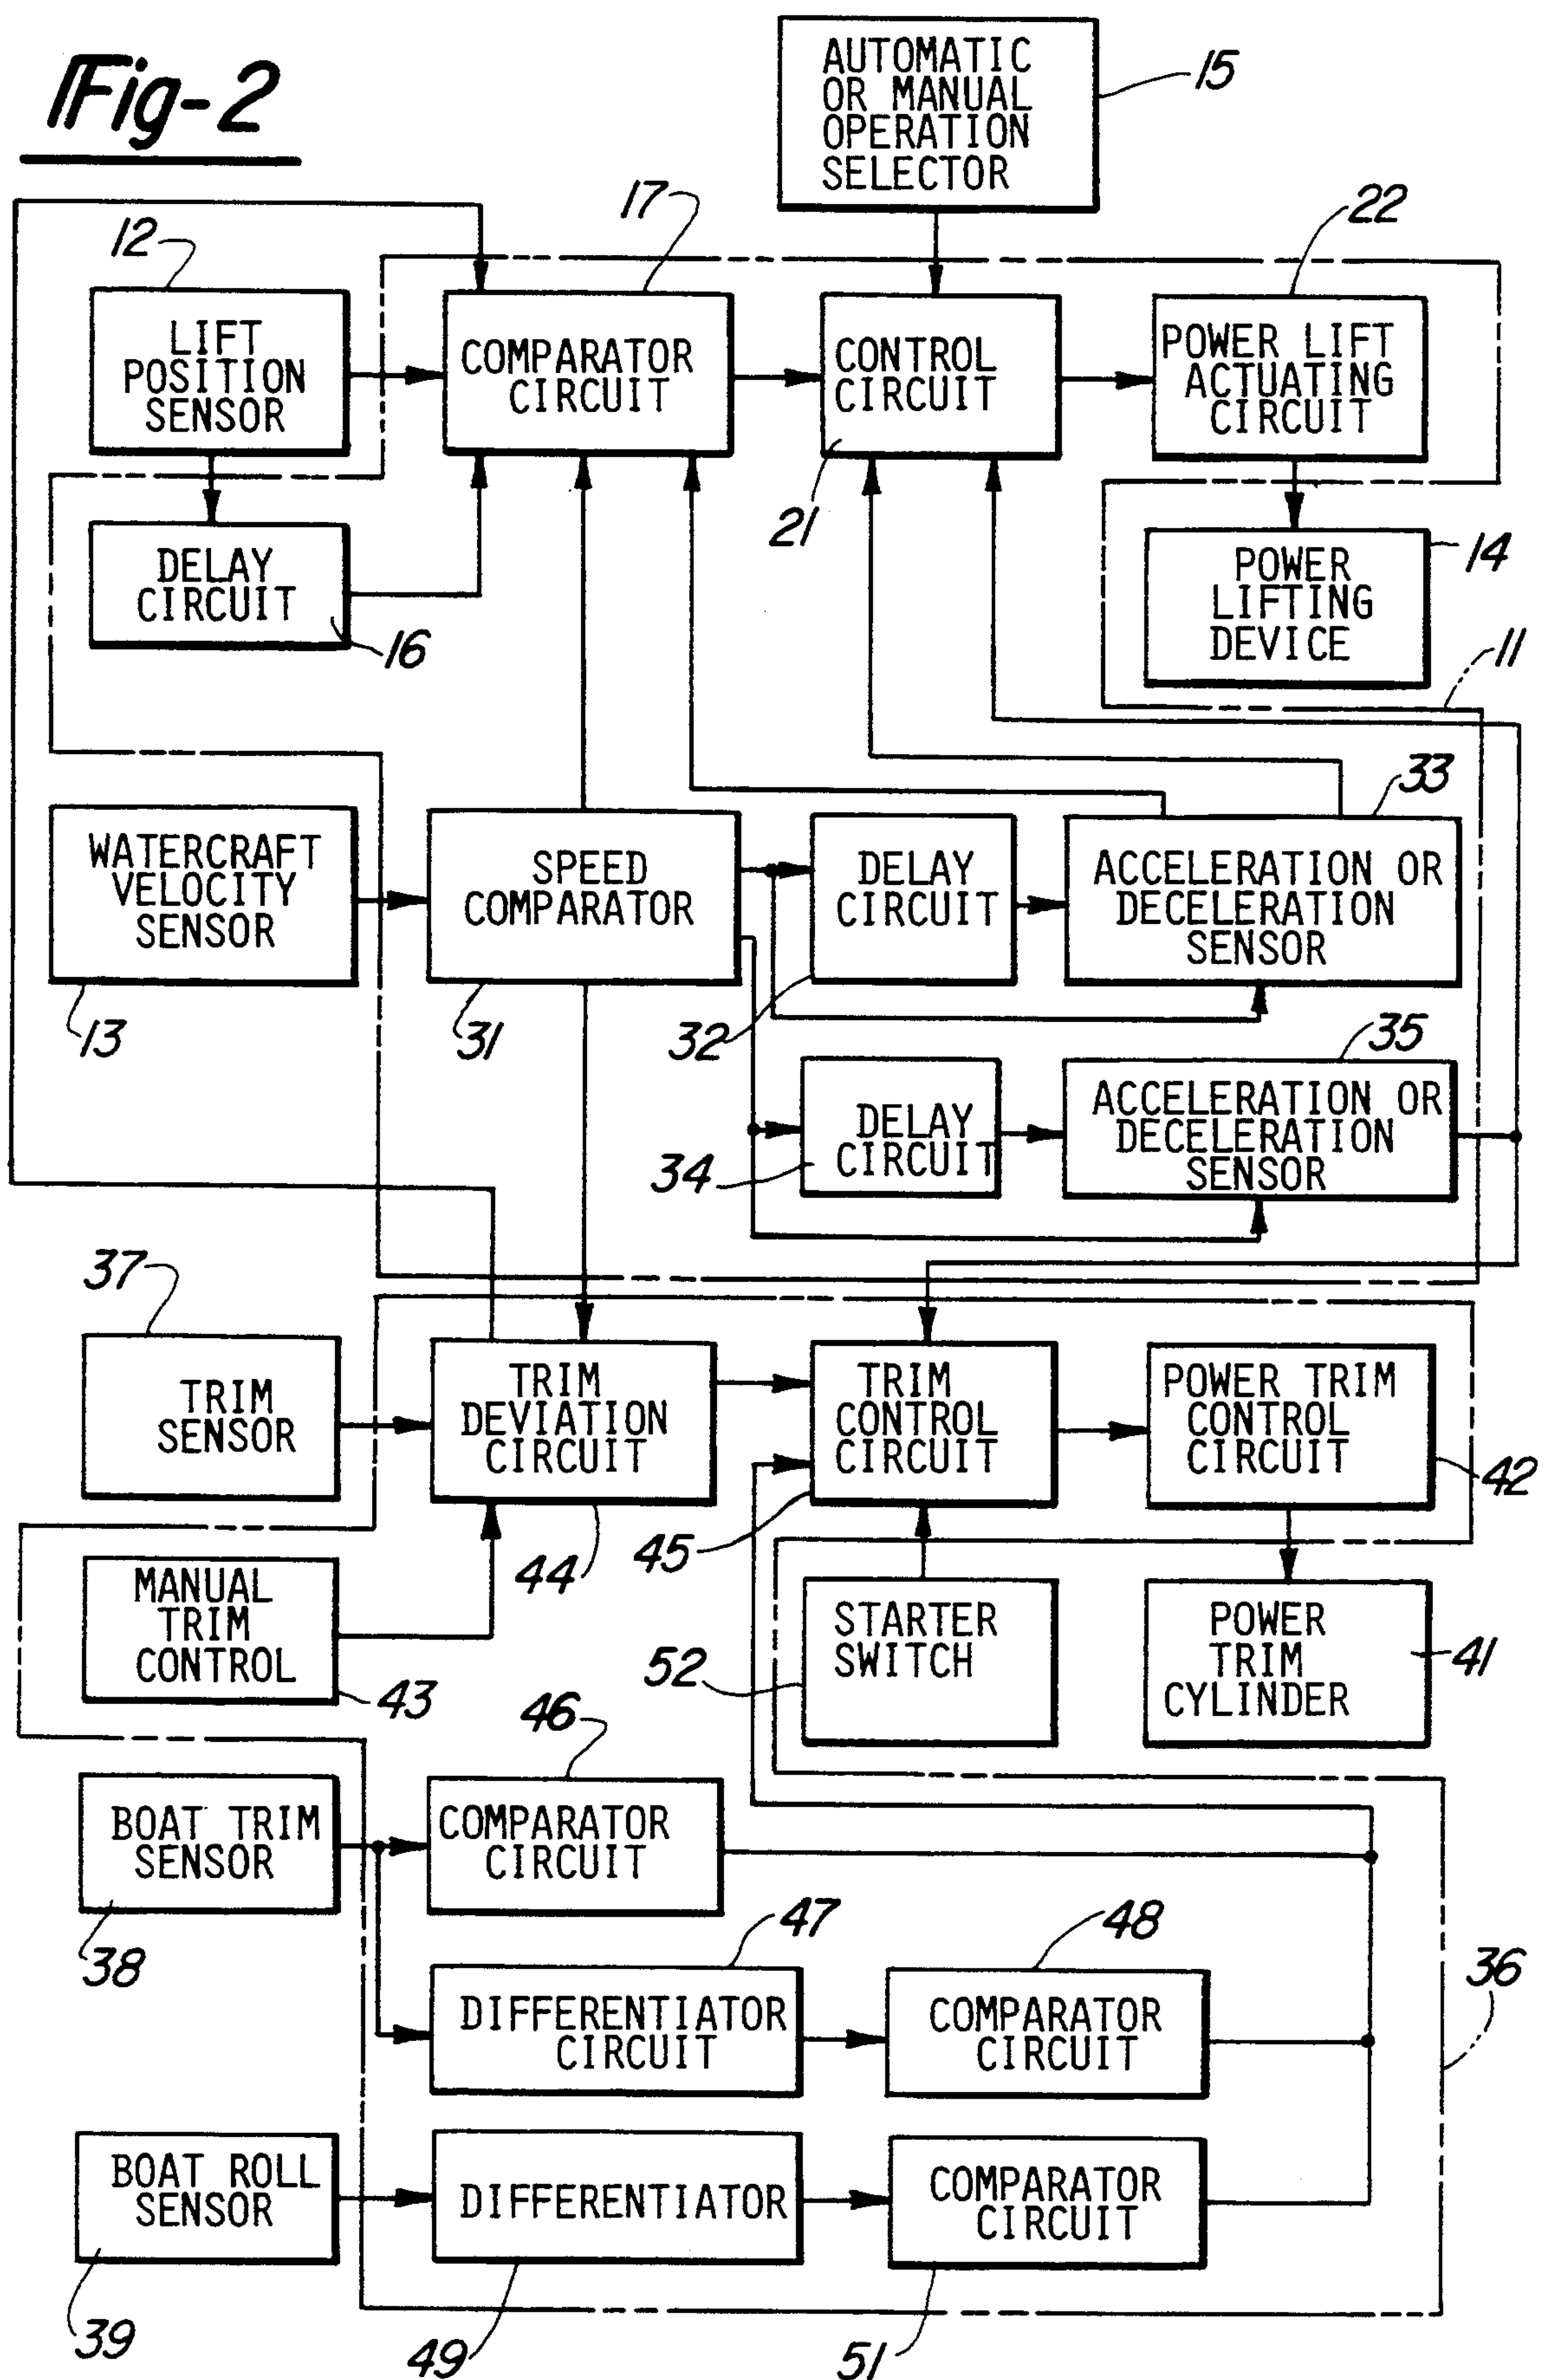 Fig-2
AUTOMATIC
OR MANUAL
OPERATION
SELECTOR
15
12
17
22
LIFT
POSITION
SENSOR
COMPARATOR
CIRCUIT
CONTROL
CIRCUIT
21
POWER LIFT
ACTUATING
CIRCUIT
DELAY
CIRCUIT
16
POWER
LIFTING
DEVICE
14
11
33
WATERCRAFT
VELOCITY
SENSOR
13
SPEED
COMPARATOR
31
DELAY
CIRCUIT
32
ACCELERATION OR
DECELERATION
SENSOR
35
DELAY
CIRCUIT
34
ACCELERATION OR
DECELERATION
SENSOR
37
TRIM
SENSOR
TRIM
DEVIATION
CIRCUIT
44
TRIM
CONTROL
CIRCUIT
45
POWER TRIM
CONTROL
CIRCUIT
42
MANUAL
TRIM
CONTROL
43
STARTER
SWITCH
52
POWER
TRIM
CYLINDER
41
46
BOAT TRIM
SENSOR
38
COMPARATOR
CIRCUIT
47
48
DIFFERENTIATOR
CIRCUIT
COMPARATOR
CIRCUIT
36
BOAT ROLL
SENSOR
39
DIFFERENTIATOR
49
COMPARATOR
CIRCUIT
51